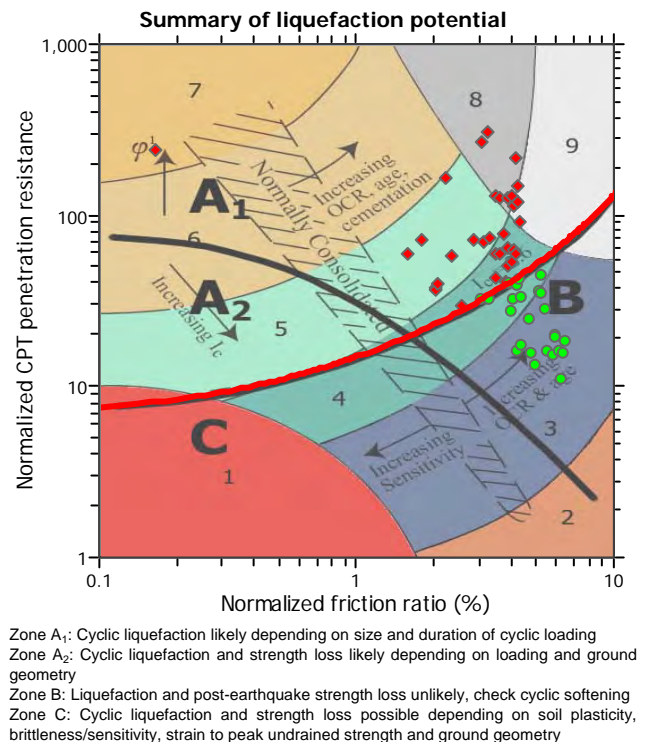 Summary of liquefaction potential
1,000
7
8
9
φ¹
A₁
Normally Consolidated
Increasing
OCR- age,
cementation
100
6
Normalized CPT penetration resistance
A₂
Increasing Ic
5
B
10
4
C
Increasing
OCR & age
Increasing
Sensitivity
3
1
2
1
0.1
1
10
Normalized friction ratio (%)
Zone A₁: Cyclic liquefaction likely depending on size and duration of cyclic loading
Zone A₂: Cyclic liquefaction and strength loss likely depending on loading and ground
geometry
Zone B: Liquefaction and post-earthquake strength loss unlikely, check cyclic softening
Zone C: Cyclic liquefaction and strength loss possible depending on soil plasticity,
brittleness/sensitivity, strain to peak undrained strength and ground geometry